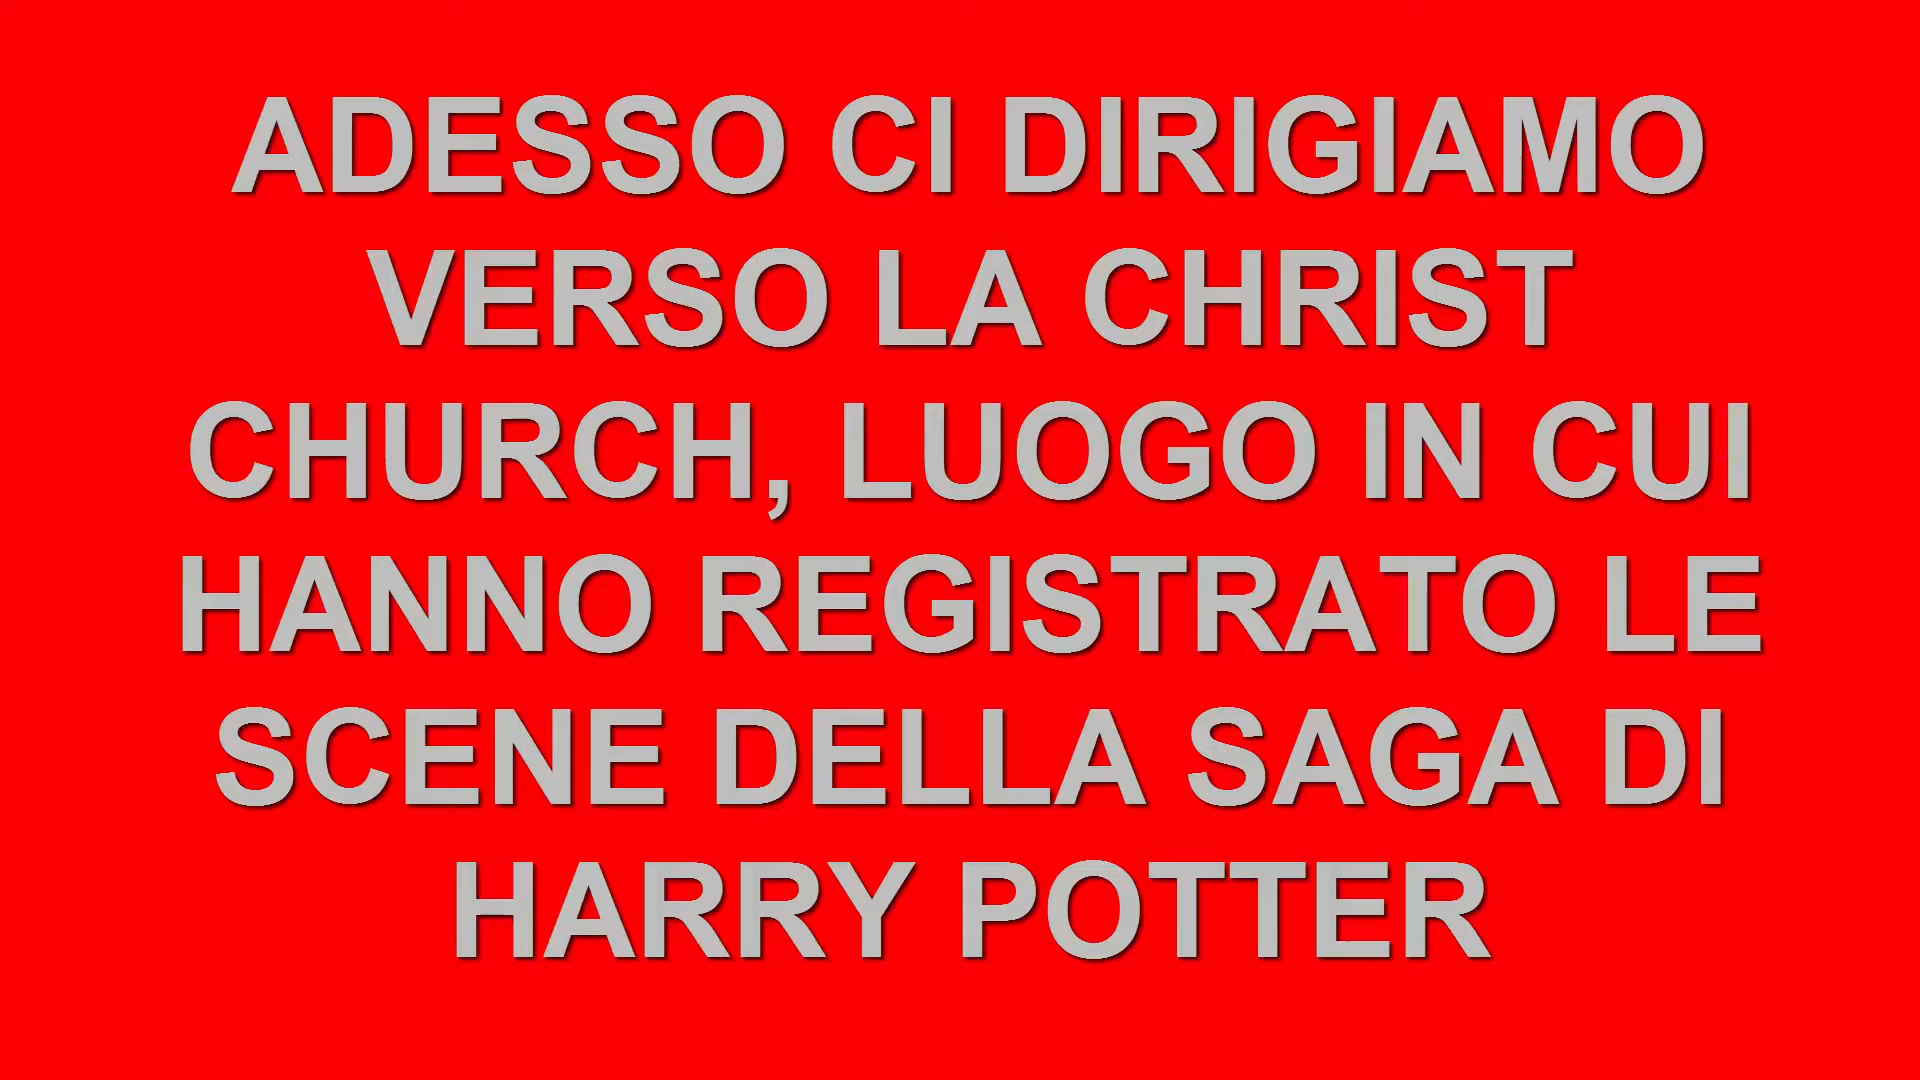 ADESSO CI DIRIGIAMO
VERSO LA CHRIST
CHURCH, LUOGO IN CUI
HANNO REGISTRATO LE
SCENE DELLA SAGA DI
HARRY POTTER